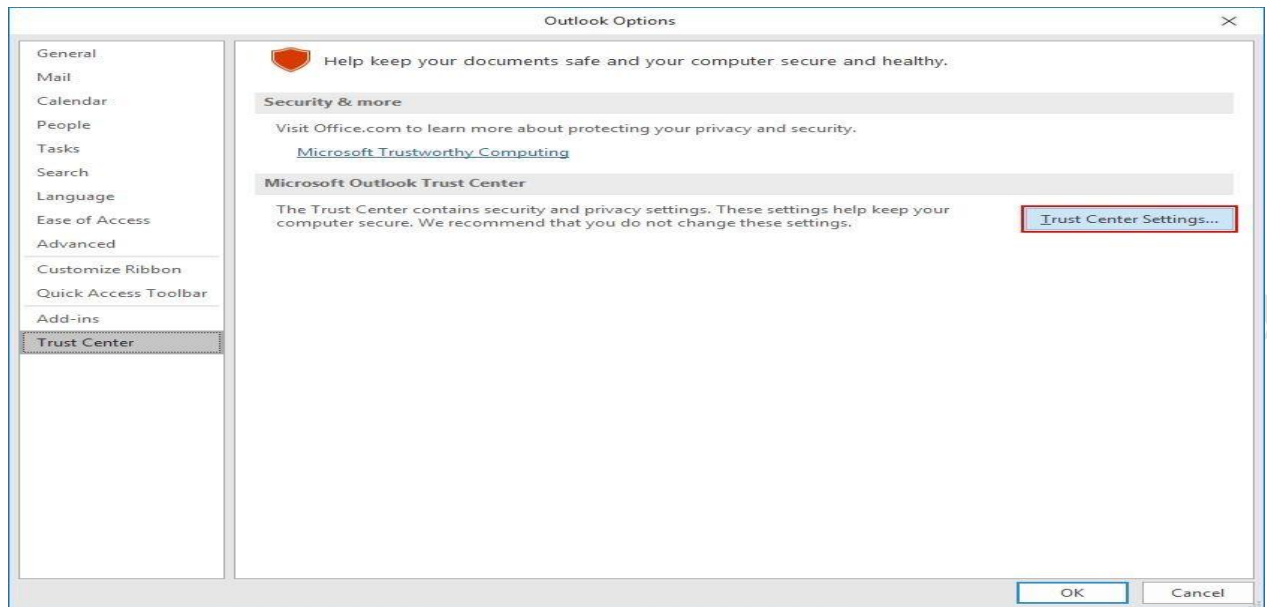 Outlook Options
General
Mail
Calendar
People
Tasks
Search
Language
Ease of Access
Advanced
Customize Ribbon
Quick Access Toolbar
Add-ins
Trust Center
Help keep your documents safe and your computer secure and healthy.
Security & more
Visit Office.com to learn more about protecting your privacy and security.
Microsoft Trustworthy Computing
Microsoft Outlook Trust Center
The Trust Center contains security and privacy settings. These settings help keep your
computer secure. We recommend that you do not change these settings.
Trust Center Settings...
OK
Cancel